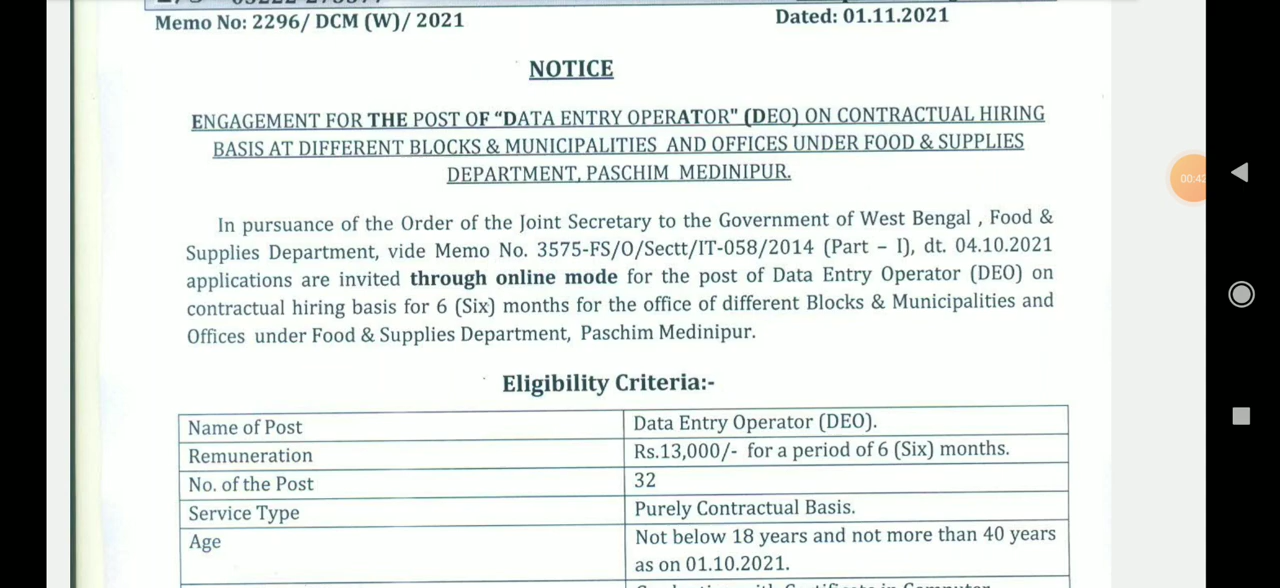 Memo No: 2296/ DCM (W)/ 2021
Dated: 01.11.2021
NOTICE
ENGAGEMENT FOR THE POST OF “DATA ENTRY OPERATOR" (DEO) ON CONTRACTUAL HIRING
BASIS AT DIFFERENT BLOCKS & MUNICIPALITIES AND OFFICES UNDER FOOD & SUPPLIES
DEPARTMENT, PASCHIM MEDINIPUR.
In pursuance of the Order of the Joint Secretary to the Government of West Bengal , Food &
Supplies Department, vide Memo No. 3575-FS/O/Sectt/IT-058/2014 (Part – I), dt. 04.10.2021
applications are invited through online mode for the post of Data Entry Operator (DEO) on
contractual hiring basis for 6 (Six) months for the office of different Blocks & Municipalities and
Offices under Food & Supplies Department, Paschim Medinipur.
Eligibility Criteria:-
Name of Post
Data Entry Operator (DEO).
Remuneration
Rs.13,000/- for a period of 6 (Six) months.
No. of the Post
32
Service Type
Purely Contractual Basis.
Age
Not below 18 years and not more than 40 years
as on 01.10.2021.